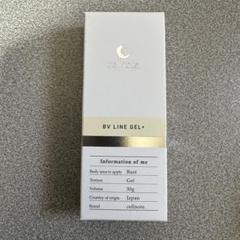 BV LINE GEL+
Information of me
Body area to apply Bust
Texture Gel
Volume 30g
Country of origin Japan
Brand cellnote